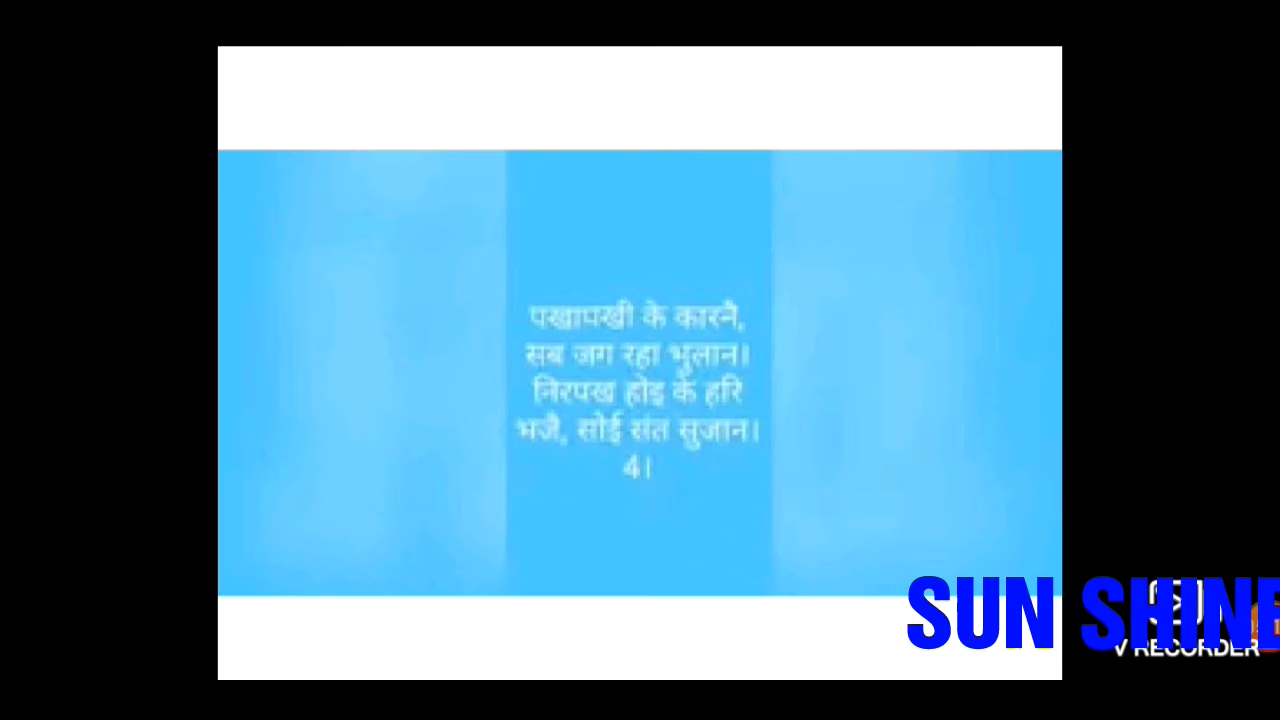 पखापखी के कारनै,
सब जग रहा भुलान।
निरपख होइ के हरि
भजै, सोई संत सुजान।
4।
SUN SHINE
V RECORDER